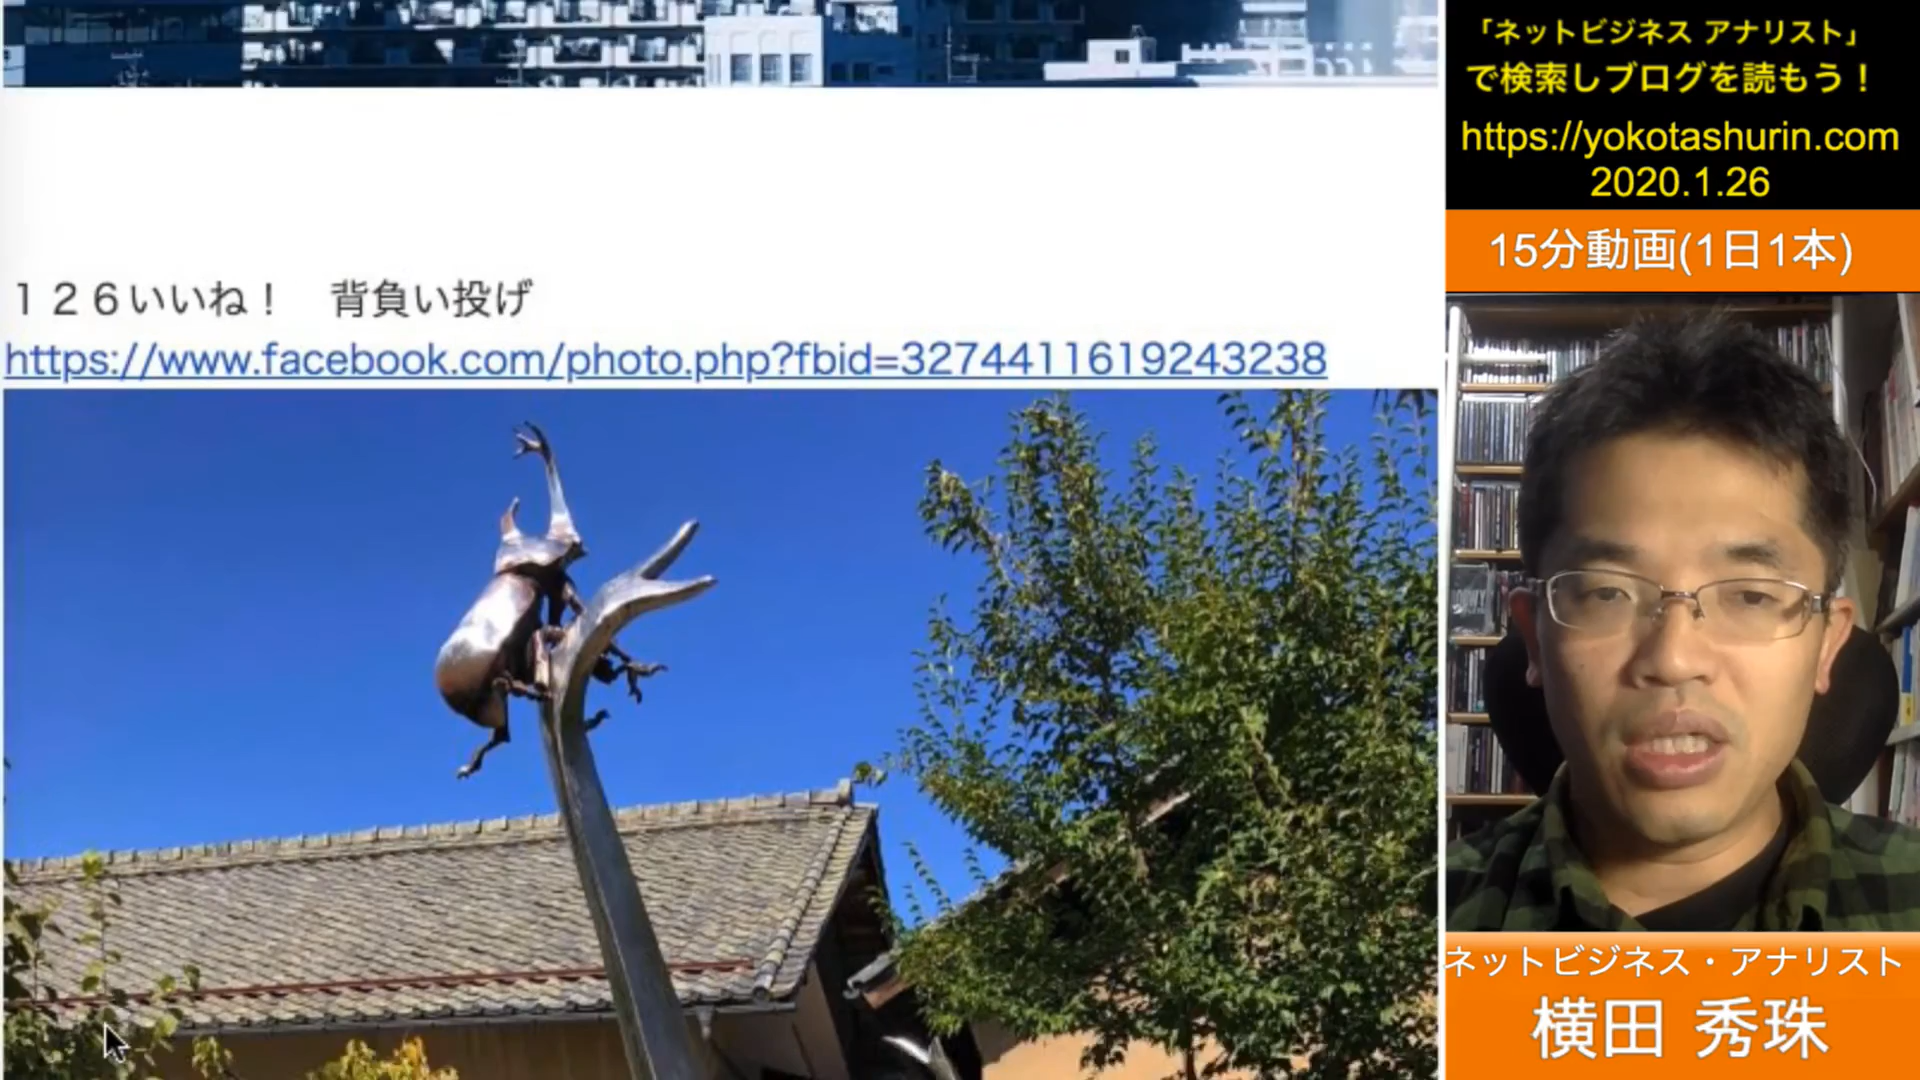 １２６いいね！　背負い投げ
https://www.facebook.com/photo.php?fbid=3274411619243238
「ネットビジネス アナリスト」
で検索しブログを読もう！
https://yokotashurin.com
2020.1.26
15分動画(1日1本)
ネットビジネス・アナリスト
横田 秀珠